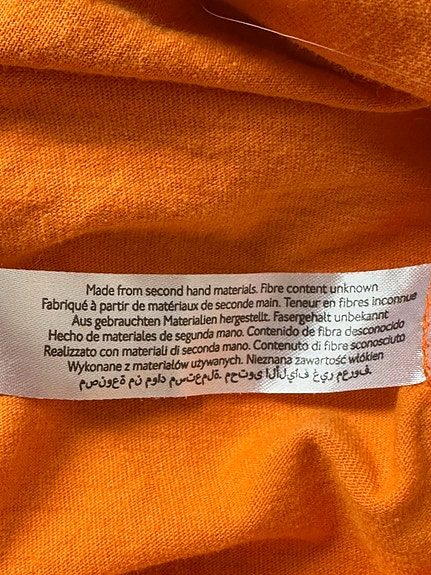 Made from second hand materials. Fibre content unknown
Fabriqué à partir de matériaux de seconde main. Teneur en fibres inconnue
Aus gebrauchten Materialien hergestellt. Fasergehalt unbekannt
Hecho de materiales de segunda mano. Contenido de fibra desconocido
Realizzato con materiali di seconda mano. Contenuto di fibre sconosciuto
Wykonane z materiałów używanych. Nieznana zawartość włókien
مصنوعة من مواد مستعملة. محتوى الألياف غير معروف.